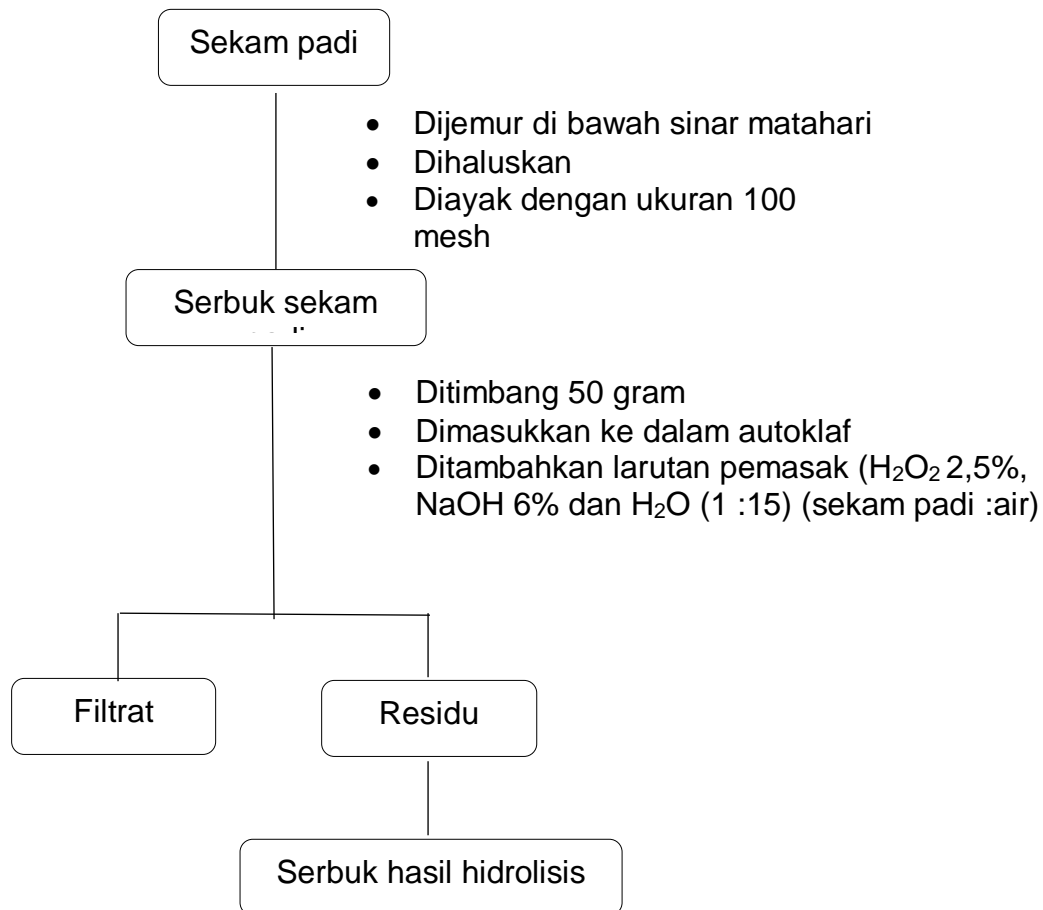 Sekam padi
• Dijemur di bawah sinar matahari
• Dihaluskan
• Diayak dengan ukuran 100
mesh
Serbuk sekam
• Ditimbang 50 gram
• Dimasukkan ke dalam autoklaf
• Ditambahkan larutan pemasak (H₂O₂ 2,5%,
NaOH 6% dan H₂O (1 :15) (sekam padi :air)
Filtrat
Residu
Serbuk hasil hidrolisis